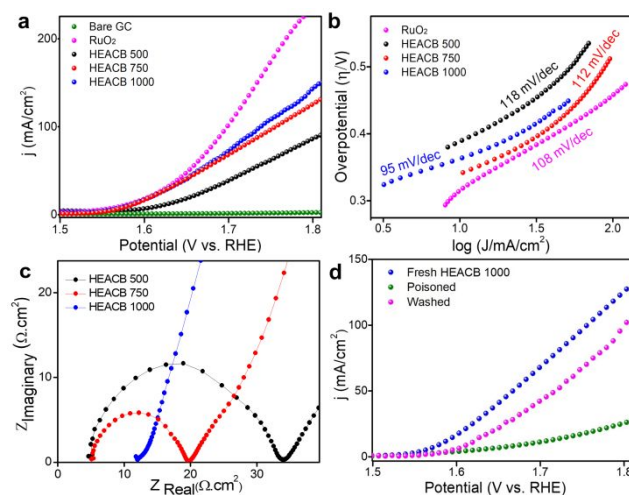 a
Bare GC
RuO₂
HEACB 500
HEACB 750
HEACB 1000
200
100
0
j (mA/cm²)
1.5 1.6 1.7 1.8
Potential (V vs. RHE)
b
RuO₂
HEACB 500
HEACB 750
HEACB 1000
118 mV/dec
112 mV/dec
95 mV/dec
108 mV/dec
0.5
0.4
0.3
Overpotential (η/V)
0.5 1.0 1.5 2.0
log (J/mA/cm²)
c
HEACB 500
HEACB 750
HEACB 1000
20
10
0
Z Imaginary (Ω.cm²)
0 10 20 30
Z Real(Ω.cm²)
d
Fresh HEACB 1000
Poisoned
Washed
150
100
50
0
j (mA/cm²)
1.5 1.6 1.7 1.8
Potential (V vs. RHE)